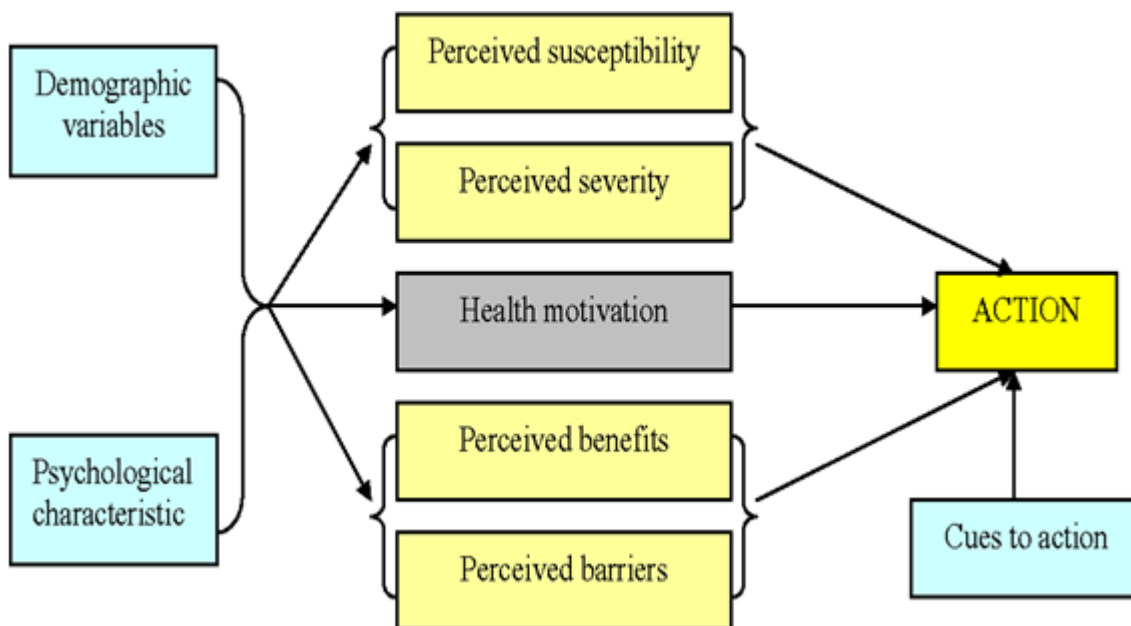 Demographic
variables
Psychological
characteristic
Perceived susceptibility
Perceived severity
Health motivation
Perceived benefits
Perceived barriers
ACTION
Cues to action